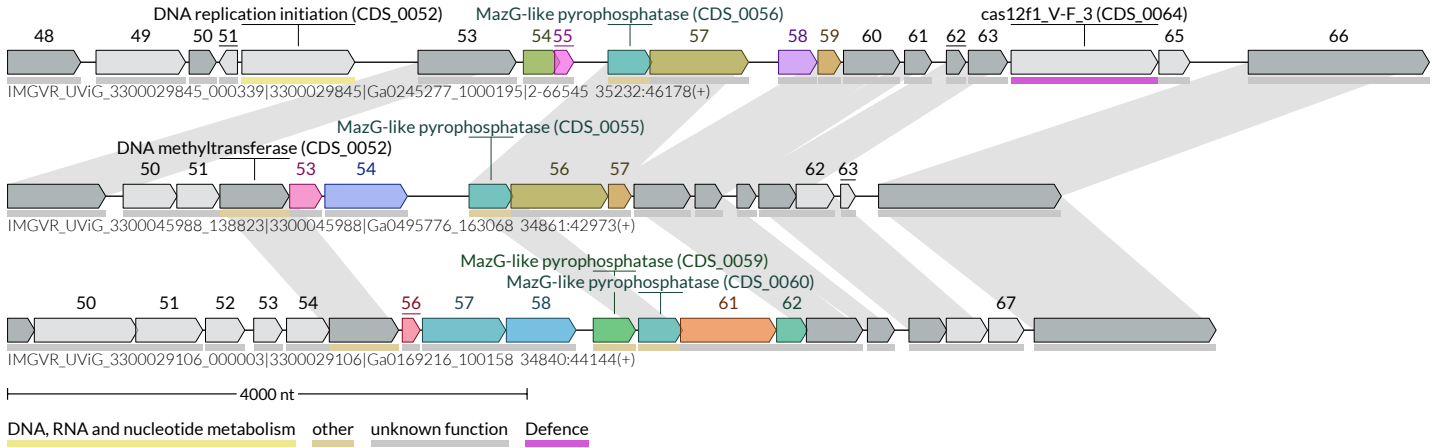 DNA replication initiation (CDS_0052) MazG-like pyrophosphatase (CDS_0056) cas12f1_V-F_3 (CDS_0064)
48 49 50 51 53 54 55 57 58 59 60 61 62 63 65 66
IMGVR_UViG_3300029845_000339|3300029845|Ga0245277_1000195|2-66545 35232:46178(+)
MazG-like pyrophosphatase (CDS_0055)
DNA methyltransferase (CDS_0052)
50 51 53 54 56 57 62 63
IMGVR_UViG_3300045988_138823|3300045988|Ga0495776_163068 34861:42973(+)
MazG-like pyrophosphatase (CDS_0059)
MazG-like pyrophosphatase (CDS_0060)
50 51 52 53 54 56 57 58 61 62 67
IMGVR_UViG_3300029106_000003|3300029106|Ga0169216_100158 34840:44144(+)
4000 nt
DNA, RNA and nucleotide metabolism other unknown function Defence